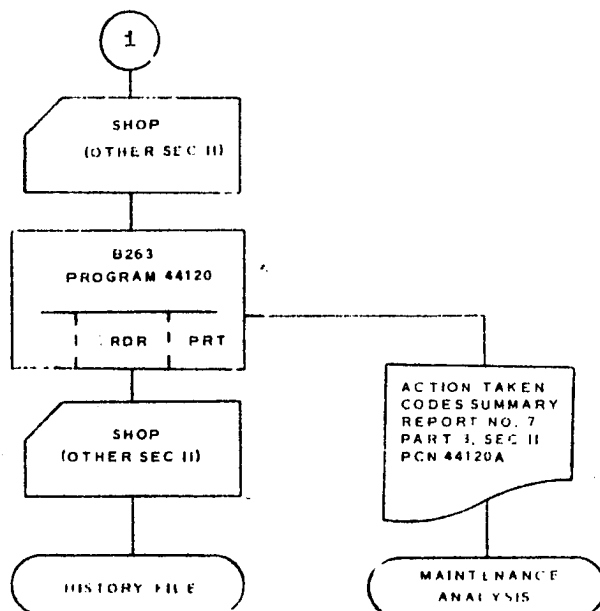 1
SHOP
(OTHER SEC II)
B263
PROGRAM 44120
RDR PRT
SHOP
(OTHER SEC II)
ACTION TAKEN
CODES SUMMARY
REPORT NO. 7
PART 3, SEC II
PCN 44120A
HISTORY FILE
MAINTENANCE
ANALYSIS